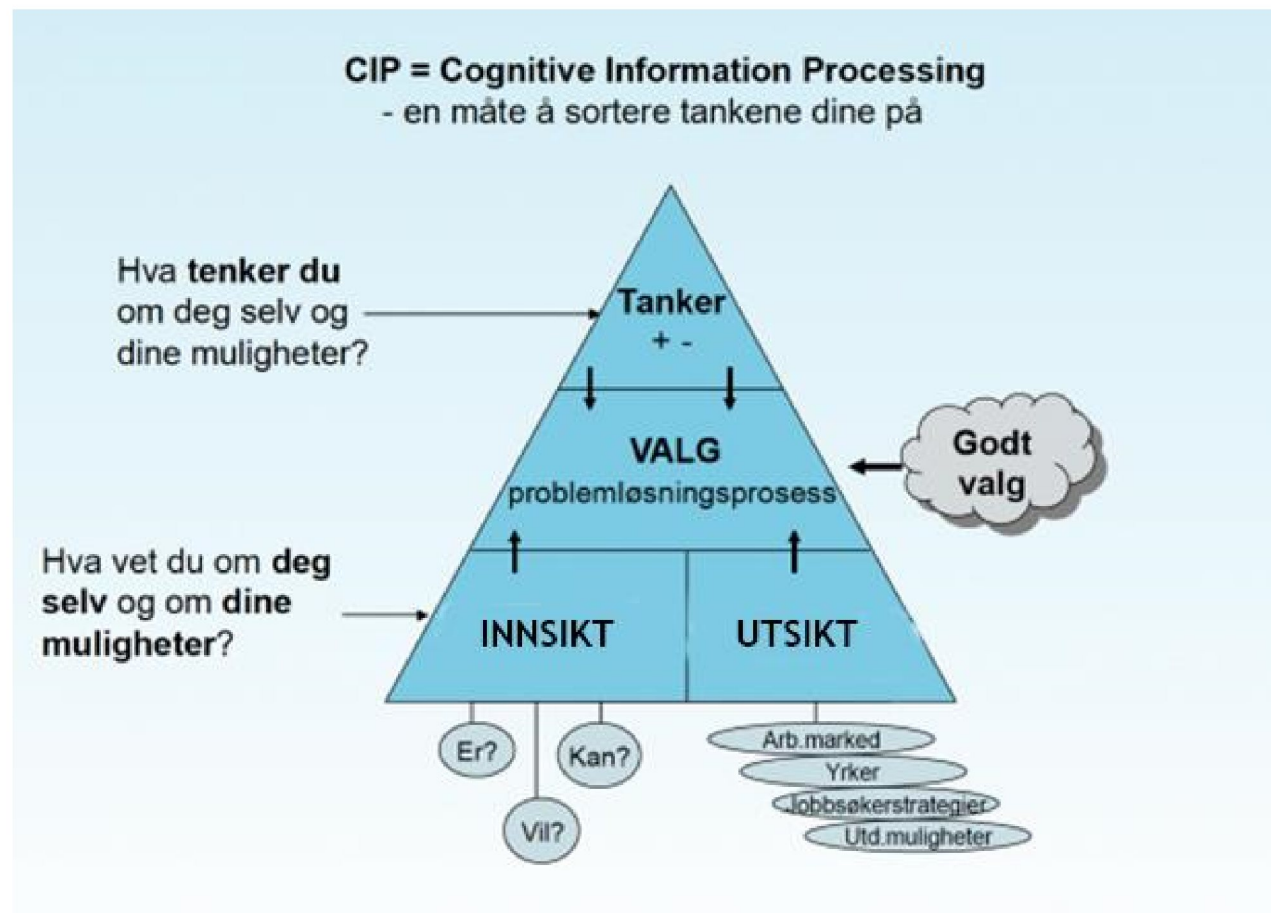 CIP = Cognitive Information Processing
- en måte å sortere tankene dine på
Hva tenker du
om deg selv og
dine muligheter?
Tanker
+ -
VALG
problemløsningsprosess
Godt
valg
Hva vet du om deg
selv og om dine
muligheter?
INNSIKT
UTSIKT
Er?
Vil?
Kan?
Arb.marked
Yrker
Jobbsøkerstrategier
Utd.muligheter